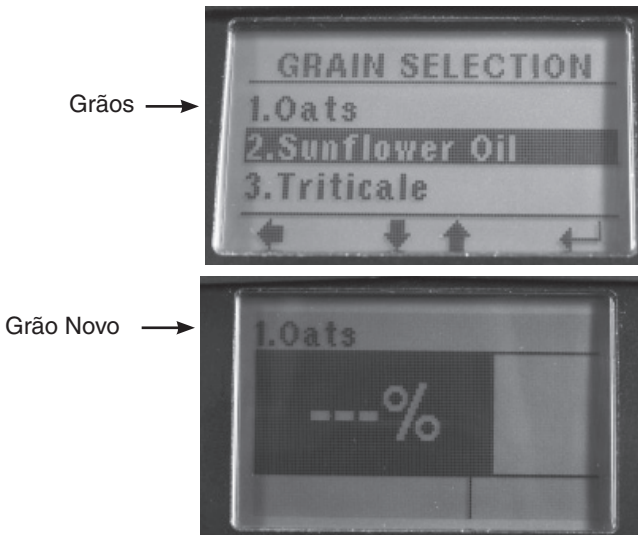 GRAIN SELECTION
Grãos
1.Oats
2.Sunflower Oil
3.Triticale
Grão Novo
1.Oats
---%